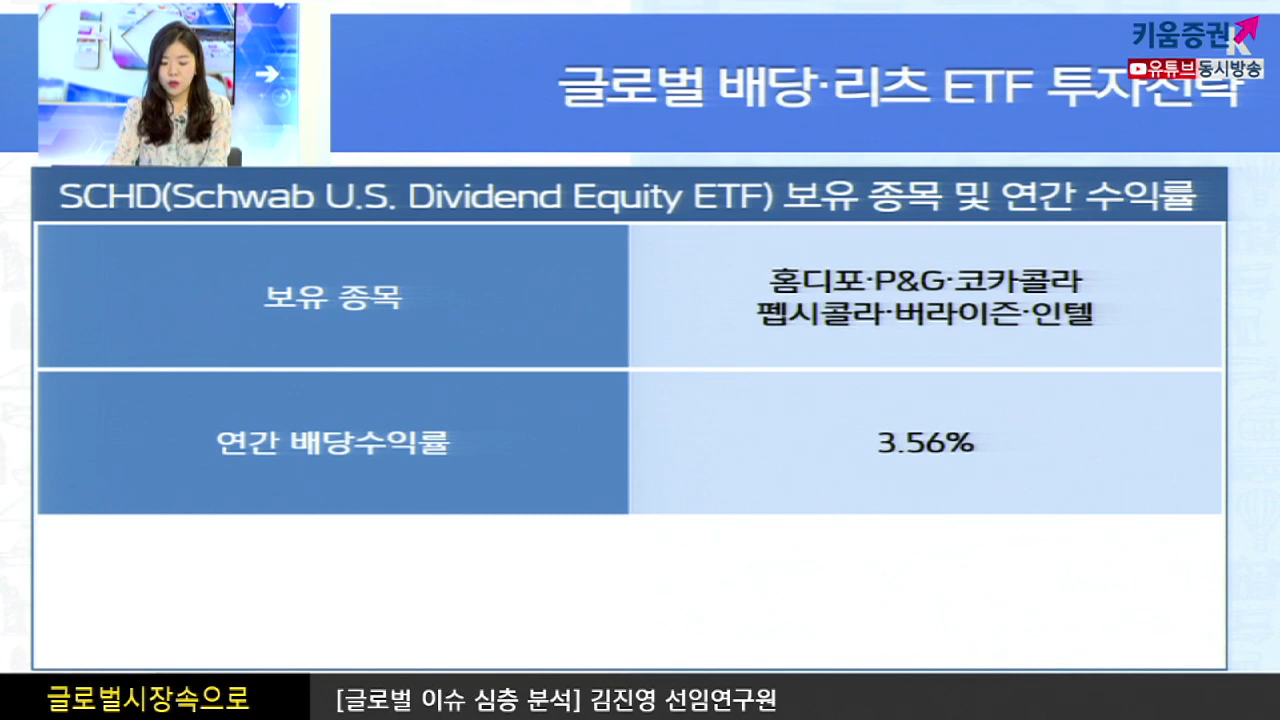 키움증권
유튜브 동시방송
글로벌 배당·리츠 ETF 투자전략
SCHD(Schwab U.S. Dividend Equity ETF) 보유 종목 및 연간 수익률
보유 종목
홈디포·P&G·코카콜라
펩시콜라·버라이즌·인텔
연간 배당수익률
3.56%
글로벌시장속으로
[글로벌 이슈 심층 분석] 김진영 선임연구원